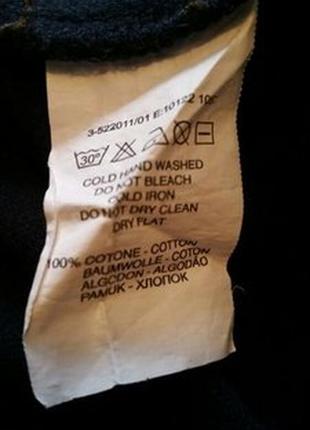 3-522011/01 E:10122 10
30°
COLD HAND WASHED
DO NOT BLEACH
COLD IRON
DO NOT DRY CLEAN
DRY FLAT
100% COTONE - COTTON
BAUMWOLLE - COTON
ALGODON - ALGODÃO
PAMUK - ХЛОПОК